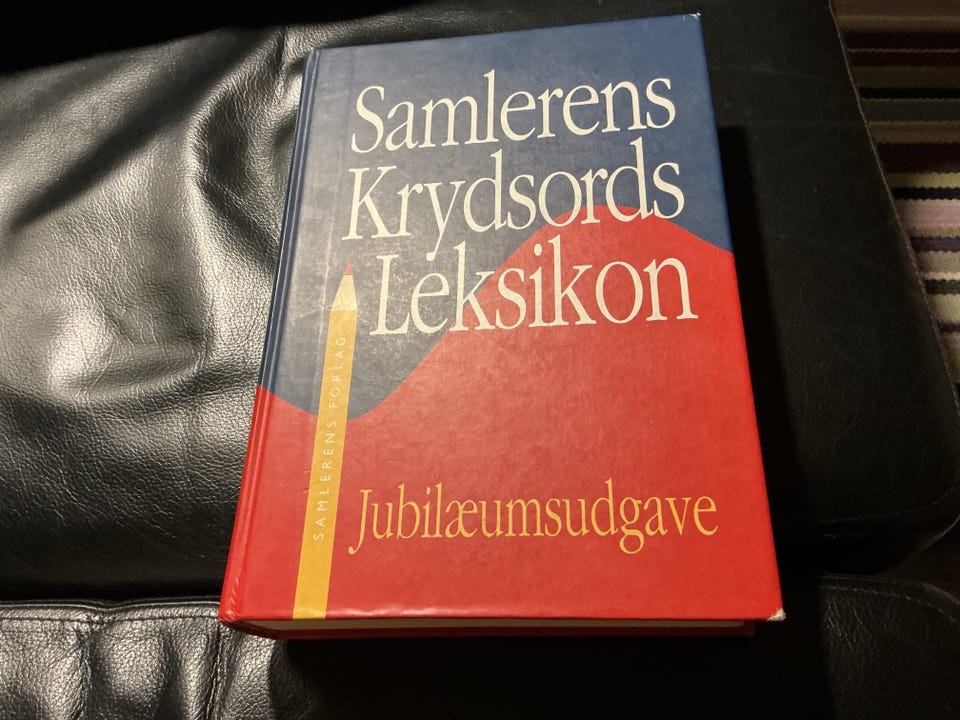 Samlerens
Krydsords
Leksikon
SAMLERENS FORLAG
Jubilæumsudgave